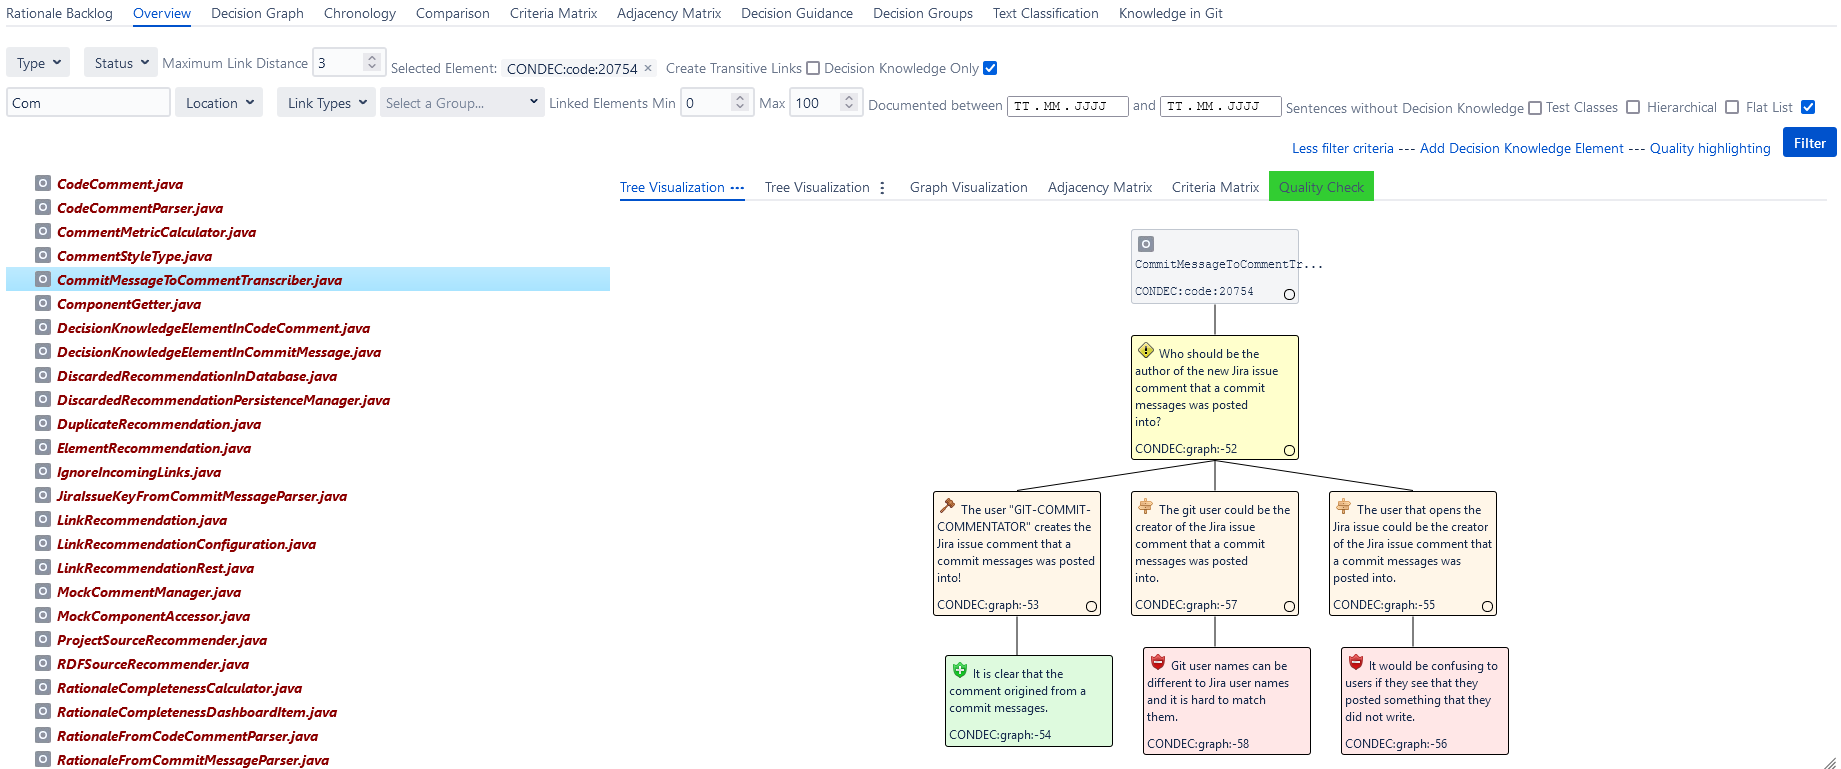 Rationale Backlog Overview Decision Graph Chronology Comparison Criteria Matrix Adjacency Matrix Decision Guidance Decision Groups Text Classification Knowledge in Git
Type Status Maximum Link Distance 3 Selected Element: CONDEC:code:20754 × Create Transitive Links Decision Knowledge Only
Com Location Link Types Select a Group... Linked Elements Min 0 Max 100 Documented between TT.MM.JJJJ and TT.MM.JJJJ Sentences without Decision Knowledge Test Classes Hierarchical Flat List
Less filter criteria --- Add Decision Knowledge Element --- Quality highlighting Filter
CodeComment.java
CodeCommentParser.java
CommentMetricCalculator.java
CommentStyleType.java
CommitMessageToCommentTranscriber.java
ComponentGetter.java
DecisionKnowledgeElementInCodeComment.java
DecisionKnowledgeElementInCommitMessage.java
DiscardedRecommendationInDatabase.java
DiscardedRecommendationPersistenceManager.java
DuplicateRecommendation.java
ElementRecommendation.java
IgnoreIncomingLinks.java
JiraIssueKeyFromCommitMessageParser.java
LinkRecommendation.java
LinkRecommendationConfiguration.java
LinkRecommendationRest.java
MockCommentManager.java
MockComponentAccessor.java
ProjectSourceRecommender.java
RDFSourceRecommender.java
RationaleCompletenessCalculator.java
RationaleCompletenessDashboardItem.java
RationaleFromCodeCommentParser.java
RationaleFromCommitMessageParser.java
Tree Visualization Tree Visualization Graph Visualization Adjacency Matrix Criteria Matrix Quality Check
CommitMessageToCommentTr...
CONDEC:code:20754
Who should be the
author of the new Jira issue
comment that a commit
messages was posted
into?
CONDEC:graph:-52
The user "GIT-COMMIT-
COMMENTATOR" creates the
Jira issue comment that a
commit messages was posted
into!
CONDEC:graph:-53
The git user could be the
creator of the Jira issue
comment that a commit
messages was posted
into.
CONDEC:graph:-57
The user that opens the
Jira issue could be the creator
of the Jira issue comment that
a commit messages was
posted into.
CONDEC:graph:-55
It is clear that the
comment origined from a
commit messages.
CONDEC:graph:-54
Git user names can be
different to Jira user names
and it is hard to match
them.
CONDEC:graph:-58
It would be confusing to
users if they see that they
posted something that they
did not write.
CONDEC:graph:-56